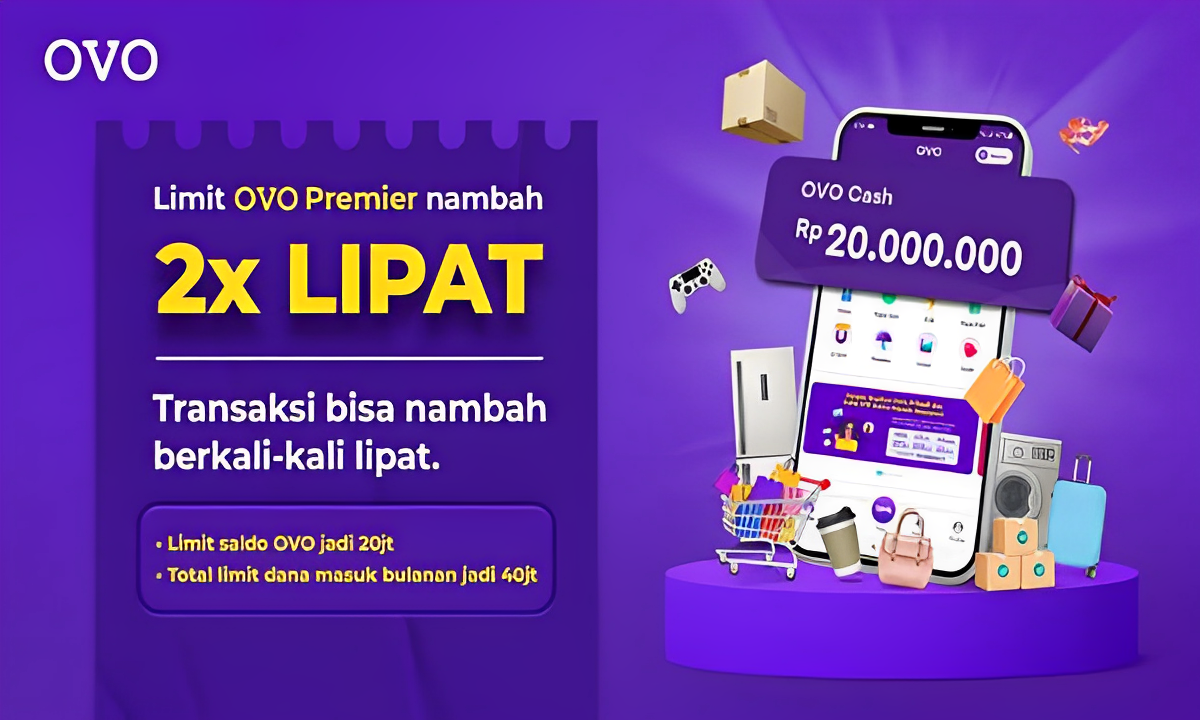 OVO
Limit OVO Premier nambah
2x LIPAT
Transaksi bisa nambah
berkali-kali lipat.
• Limit saldo OVO jadi 20jt
• Total limit dana masuk bulanan jadi 40jt
OVO
OVO Cash
Rp 20.000.000